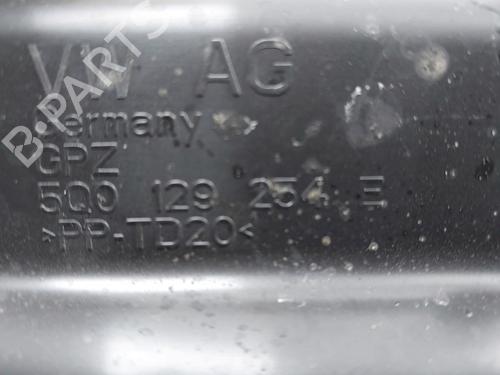 VW AG
Germany
GPZ
5Q0 129 254 E
>PP-TD20<
B-PARTS